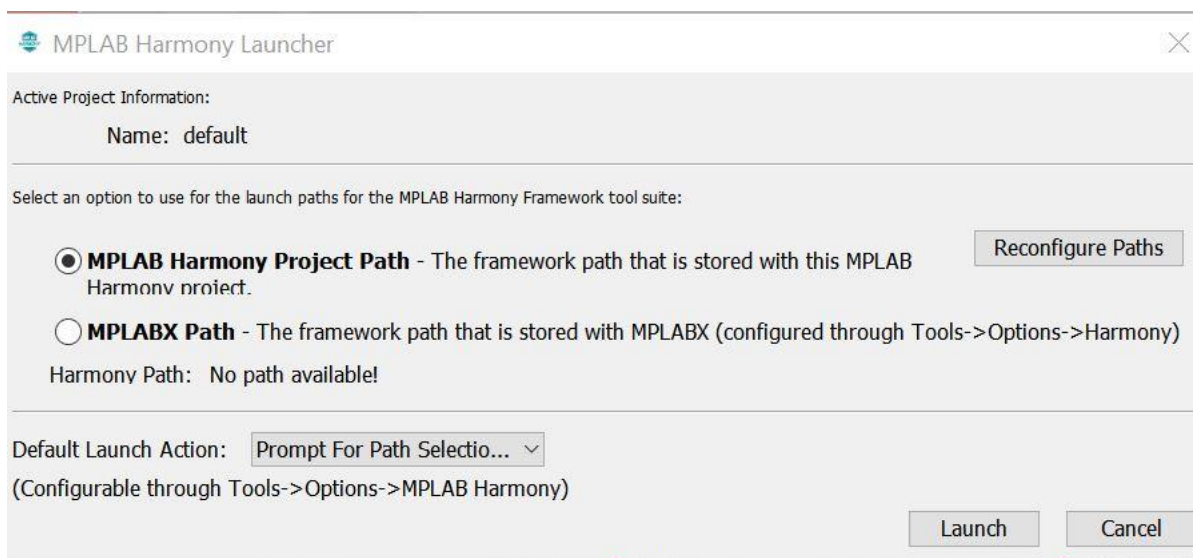 MPLAB Harmony Launcher
Active Project Information:
Name: default
Select an option to use for the launch paths for the MPLAB Harmony Framework tool suite:
MPLAB Harmony Project Path - The framework path that is stored with this MPLAB
Harmony project.
Reconfigure Paths
MPLABX Path - The framework path that is stored with MPLABX (configured through Tools->Options->Harmony)
Harmony Path: No path available!
Default Launch Action: Prompt For Path Selectio...
(Configurable through Tools->Options->MPLAB Harmony)
Launch Cancel